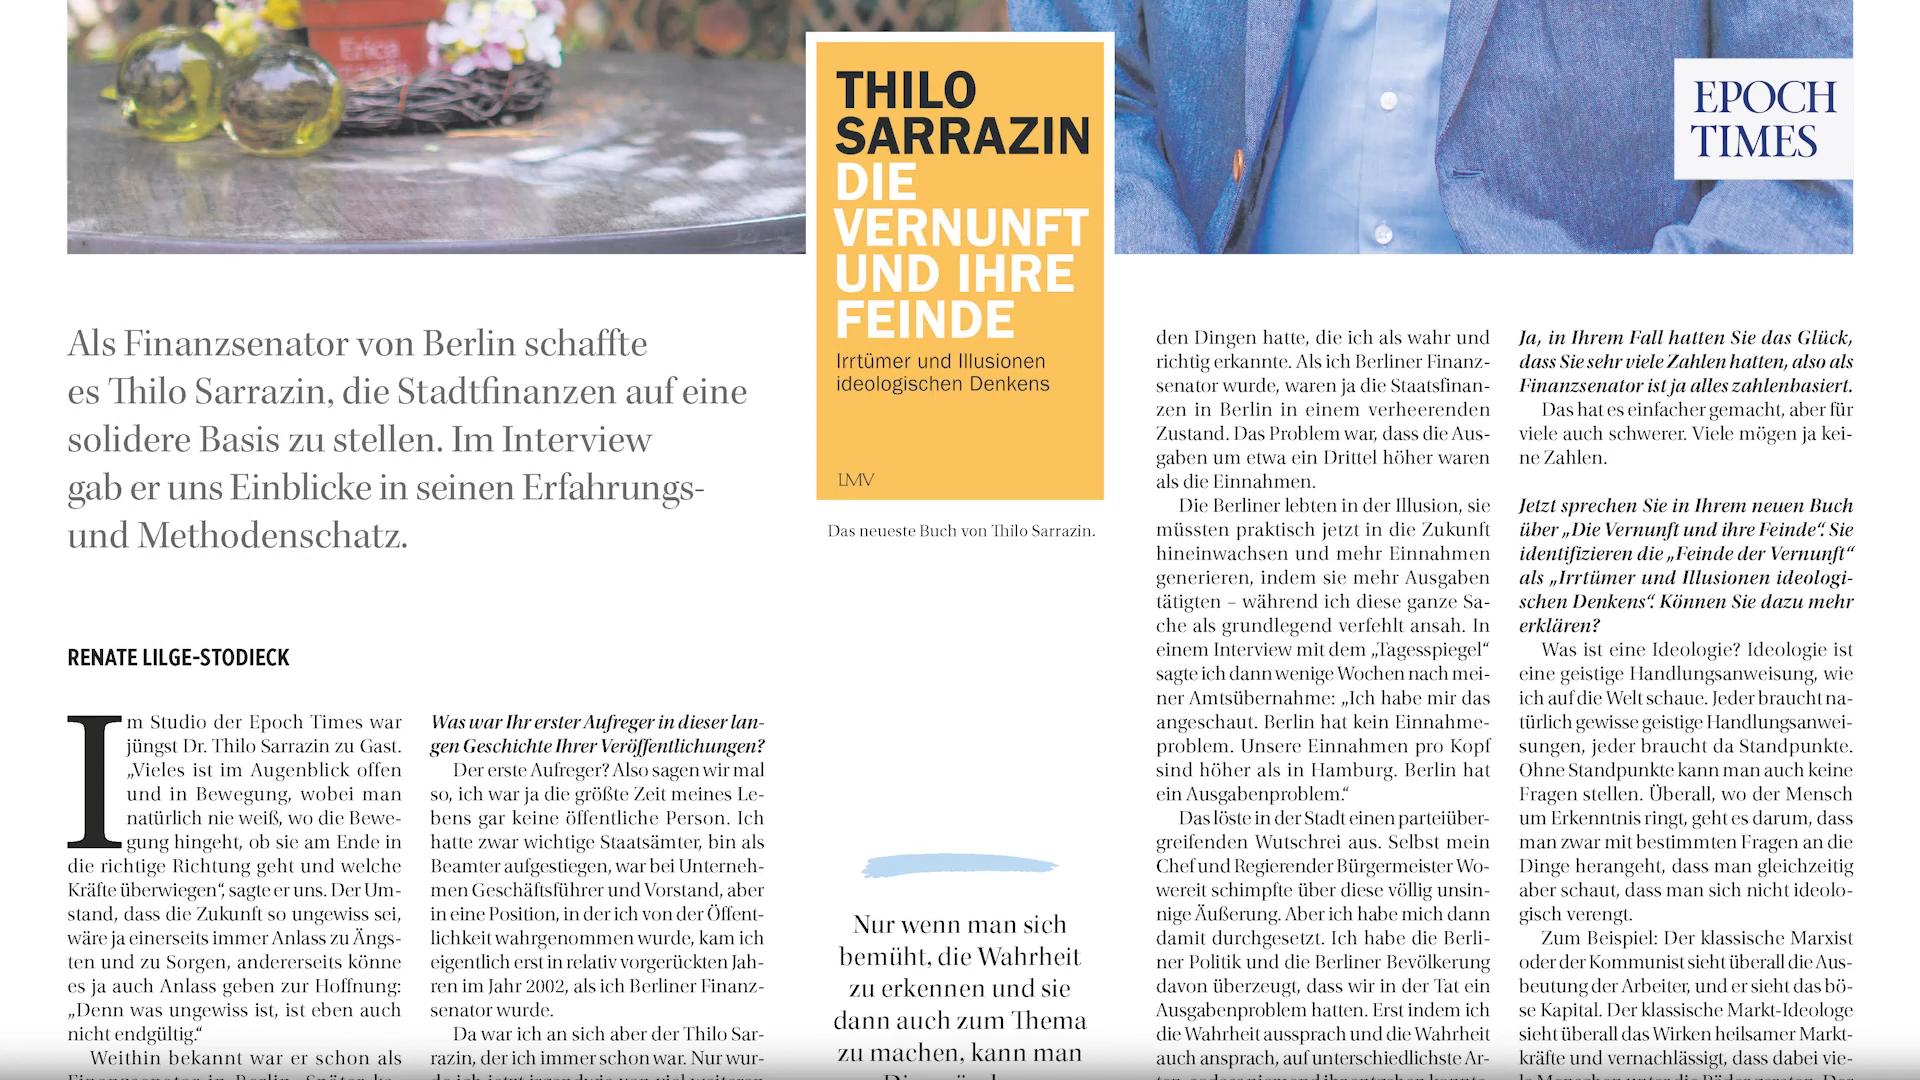 Erica
EPOCH
TIMES
THILO
SARRAZIN
DIE
VERNUNFT
UND IHRE
FEINDE
Irrtümer und Illusionen
ideologischen Denkens
LMV
Das neueste Buch von Thilo Sarrazin.
Als Finanzsenator von Berlin schaffte
es Thilo Sarrazin, die Stadtfinanzen auf eine
solidere Basis zu stellen. Im Interview
gab er uns Einblicke in seinen Erfahrungs-
und Methodenschatz.
RENATE LILGE-STODIECK
Im Studio der Epoch Times war
jüngst Dr. Thilo Sarrazin zu Gast.
„Vieles ist im Augenblick offen
und in Bewegung, wobei man
natürlich nie weiß, wo die Bewe-
gung hingeht, ob sie am Ende in
die richtige Richtung geht und welche
Kräfte überwiegen“, sagte er uns. Der Um-
stand, dass die Zukunft so ungewiss sei,
wäre ja einerseits immer Anlass zu Ängs-
ten und zu Sorgen, andererseits könne
es ja auch Anlass geben zur Hoffnung:
„Denn was ungewiss ist, ist eben auch
nicht endgültig.“
Weithin bekannt war er schon als
Was war Ihr erster Aufreger in dieser lan-
gen Geschichte Ihrer Veröffentlichungen?
Der erste Aufreger? Also sagen wir mal
so, ich war ja die größte Zeit meines Le-
bens gar keine öffentliche Person. Ich
hatte zwar wichtige Staatsämter, bin als
Beamter aufgestiegen, war bei Unterneh-
men Geschäftsführer und Vorstand, aber
in eine Position, in der ich von der Öffent-
lichkeit wahrgenommen wurde, kam ich
eigentlich erst in relativ vorgerückten Jah-
ren im Jahr 2002, als ich Berliner Finanz-
senator wurde.
Da war ich an sich aber der Thilo Sar-
razin, der ich immer schon war. Nur wur-
Nur wenn man sich
bemüht, die Wahrheit
zu erkennen und sie
dann auch zum Thema
zu machen, kann man
den Dingen hatte, die ich als wahr und
richtig erkannte. Als ich Berliner Finanz-
senator wurde, waren ja die Staatsfinan-
zen in Berlin in einem verheerenden
Zustand. Das Problem war, dass die Aus-
gaben um etwa ein Drittel höher waren
als die Einnahmen.
Die Berliner lebten in der Illusion, sie
müssten praktisch jetzt in die Zukunft
hineinwachsen und mehr Einnahmen
generieren, indem sie mehr Ausgaben
tätigten – während ich diese ganze Sa-
che als grundlegend verfehlt ansah. In
einem Interview mit dem „Tagesspiegel“
sagte ich dann wenige Wochen nach mei-
ner Amtsübernahme: „Ich habe mir das
angeschaut. Berlin hat kein Einnahme-
problem. Unsere Einnahmen pro Kopf
sind höher als in Hamburg. Berlin hat
ein Ausgabenproblem.“
Das löste in der Stadt einen parteiüber-
greifenden Wutschrei aus. Selbst mein
Chef und Regierender Bürgermeister Wo-
wereit schimpfte über diese völlig unsin-
nige Äußerung. Aber ich habe mich dann
damit durchgesetzt. Ich habe die Berli-
ner Politik und die Berliner Bevölkerung
davon überzeugt, dass wir in der Tat ein
Ausgabenproblem hatten. Erst indem ich
die Wahrheit aussprach und die Wahrheit
auch ansprach, auf unterschiedlichste Ar-
Ja, in Ihrem Fall hatten Sie das Glück,
dass Sie sehr viele Zahlen hatten, also als
Finanzsenator ist ja alles zahlenbasiert.
Das hat es einfacher gemacht, aber für
viele auch schwerer. Viele mögen ja kei-
ne Zahlen.
Jetzt sprechen Sie in Ihrem neuen Buch
über „Die Vernunft und ihre Feinde“. Sie
identifizieren die „Feinde der Vernunft“
als „Irrtümer und Illusionen ideologi-
schen Denkens“. Können Sie dazu mehr
erklären?
Was ist eine Ideologie? Ideologie ist
eine geistige Handlungsanweisung, wie
ich auf die Welt schaue. Jeder braucht na-
türlich gewisse geistige Handlungsanwei-
sungen, jeder braucht da Standpunkte.
Ohne Standpunkte kann man auch keine
Fragen stellen. Überall, wo der Mensch
um Erkenntnis ringt, geht es darum, dass
man zwar mit bestimmten Fragen an die
Dinge herangeht, dass man gleichzeitig
aber schaut, dass man sich nicht ideolo-
gisch verengt.
Zum Beispiel: Der klassische Marxist
oder der Kommunist sieht überall die Aus-
beutung der Arbeiter, und er sieht das bö-
se Kapital. Der klassische Markt-Ideologe
sieht überall das Wirken heilsamer Markt-
kräfte und vernachlässigt, dass dabei vie-